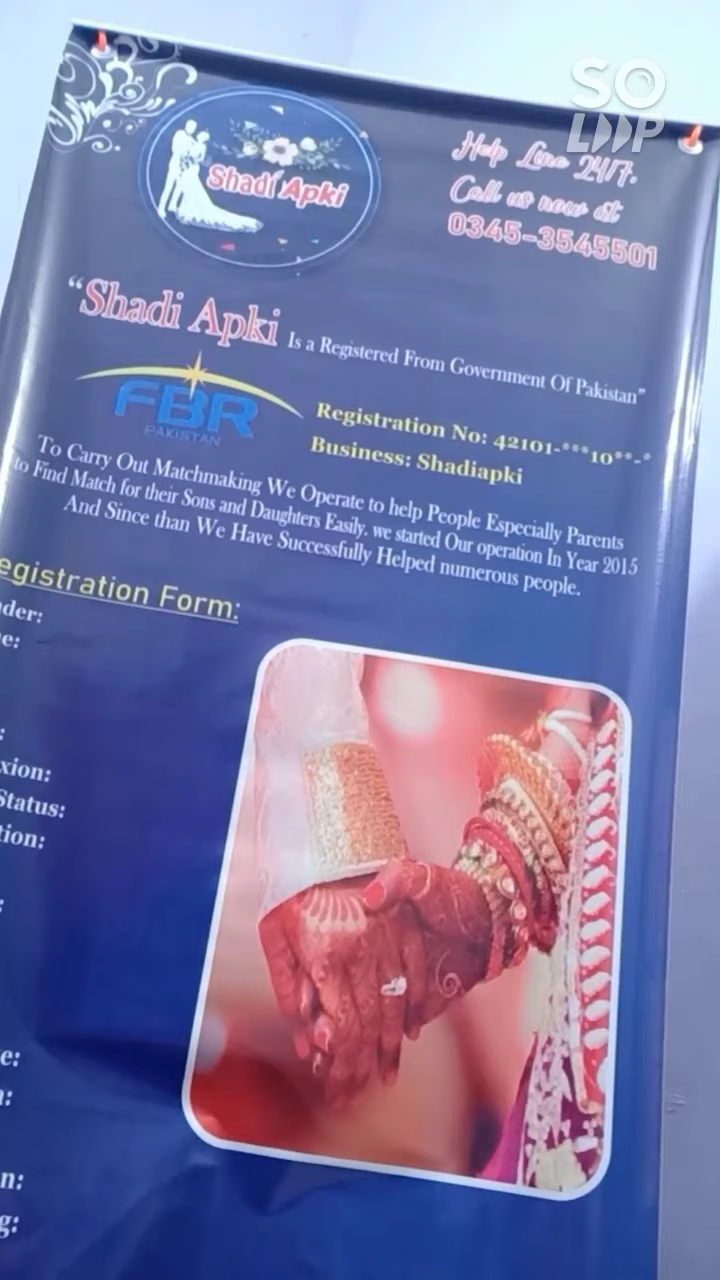 SO
LOOP
Shadi Apki
Help Line 24/7.
Call us now at
0345-3545501
"Shadi Apki Is a Registered From Government Of Pakistan"
FBR
PAKISTAN
Registration No: 42101-***10**-*
Business: Shadiapki
To Carry Out Matchmaking We Operate to help People Especially Parents
to Find Match for their Sons and Daughters Easily, we started Our operation In Year 2015
And Since than We Have Successfully Helped numerous people.
egistration Form:
der:
e:
:
xion:
Status:
tion:
:
e:
:
n:
g: